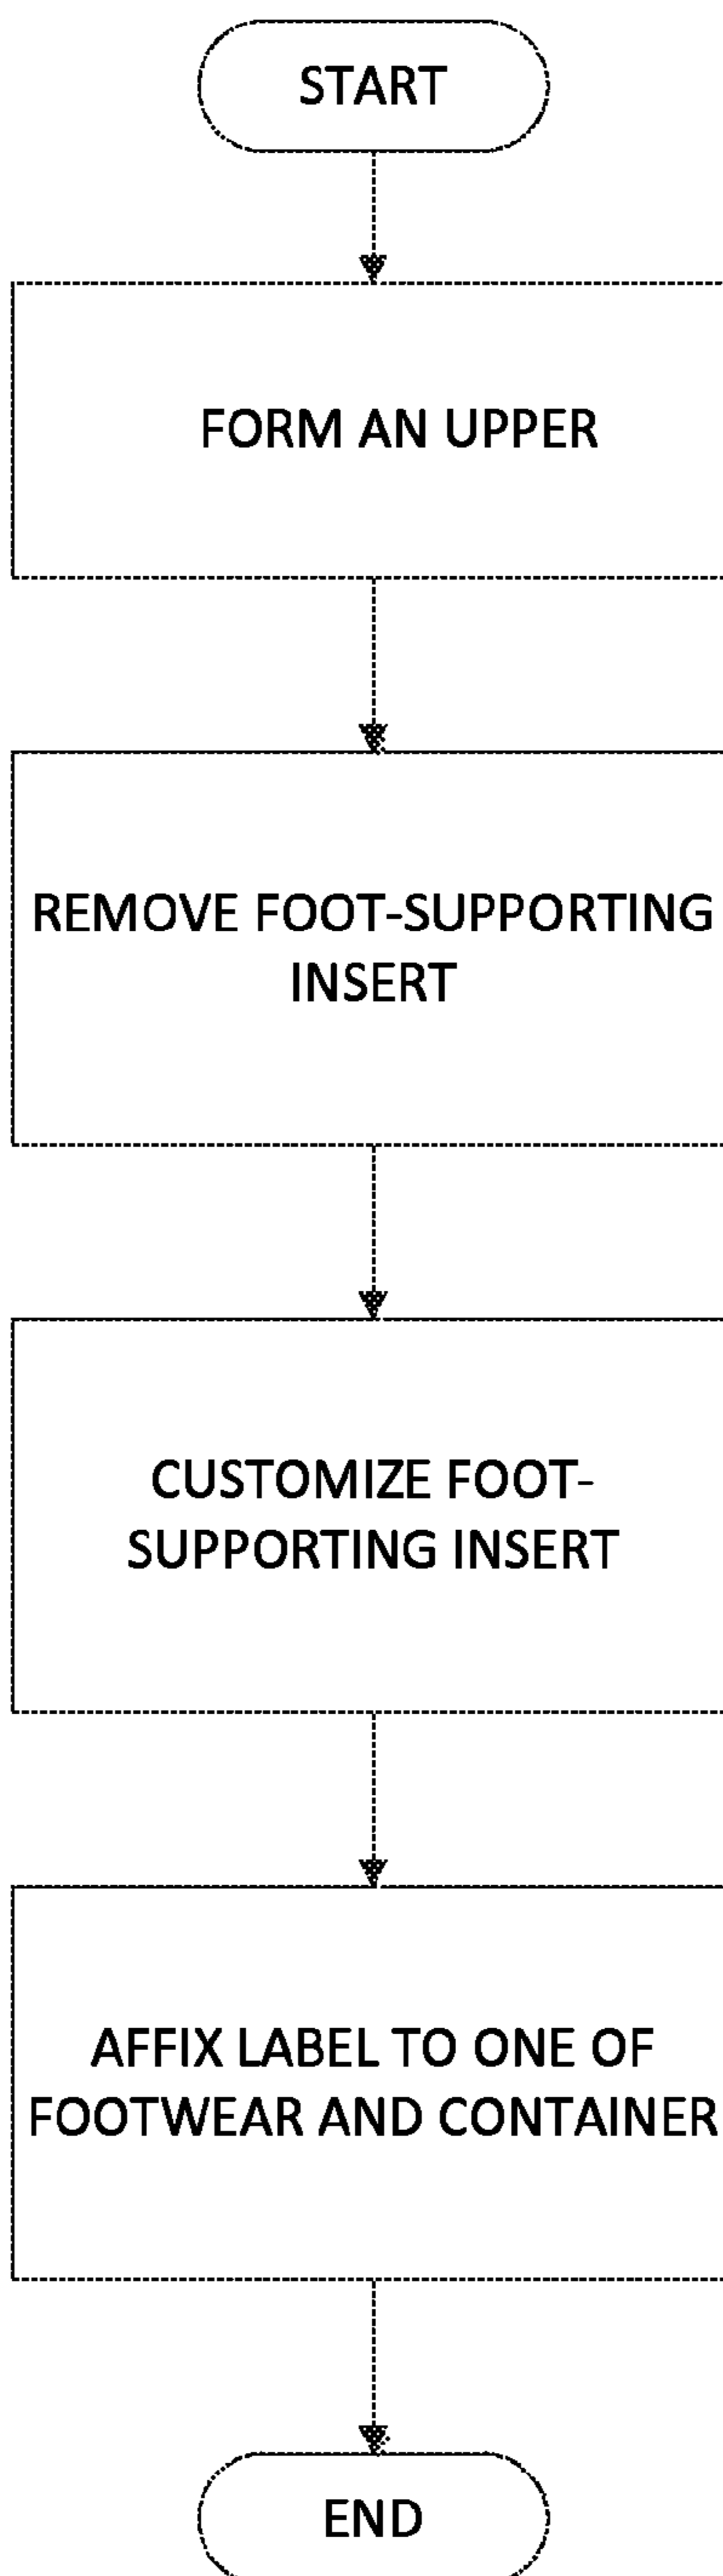 START
FORM AN UPPER
REMOVE FOOT-SUPPORTING
INSERT
CUSTOMIZE FOOT-
SUPPORTING INSERT
AFFIX LABEL TO ONE OF
FOOTWEAR AND CONTAINER
END